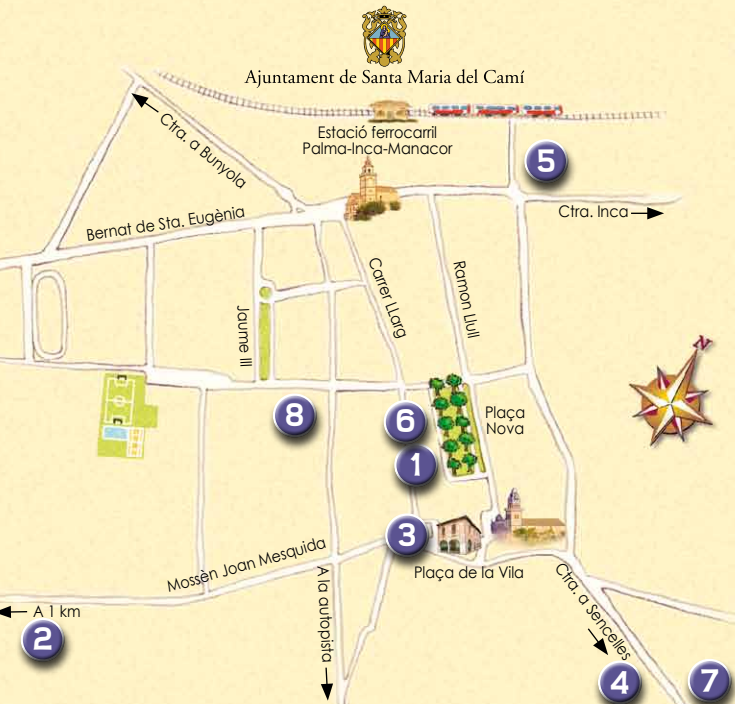 Ajuntament de Santa Maria del Camí
Estació ferrocarril
Palma-Inca-Manacor
Ctra. a Bunyola
5
Bernat de Sta. Eugènia
Ctra. Inca
Carrer LLarg
Ramon Llull
Jaume III
N
8
6
Plaça
Nova
1
3
Mossèn Joan Mesquida
Plaça de la Vila
A la autopista
Ctra. a Sencelles
A 1 km
2
4
7